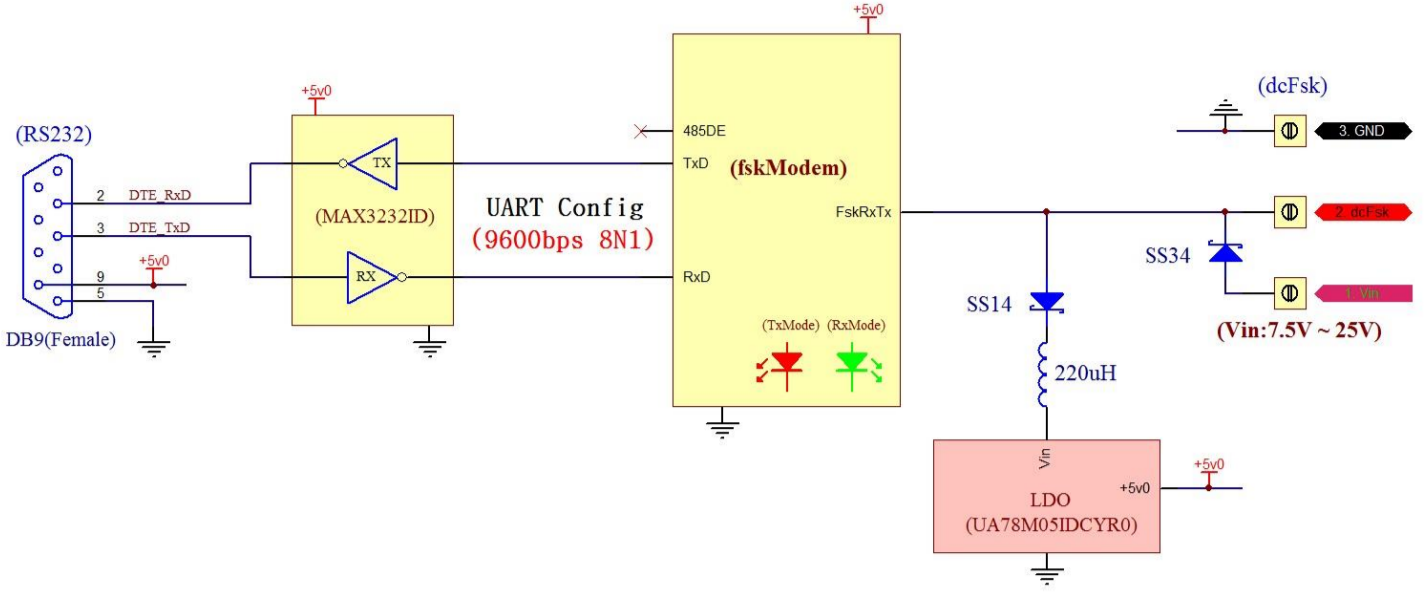 +5v0
(dcFsk)
+5v0
(RS232)
485DE
3. GND
TX
TxD
(fskModem)
2
DTE_RxD
UART Config
FskRxTx
2. dcFsk
(MAX3232ID)
3
DTE_TxD
(9600bps 8N1)
+5v0
SS34
9
RX
RxD
5
1. Vin
SS14
DB9(Female)
(TxMode) (RxMode)
(Vin:7.5V ~ 25V)
220uH
Vin
+5v0
+5v0
LDO
(UA78M05IDCYR0)